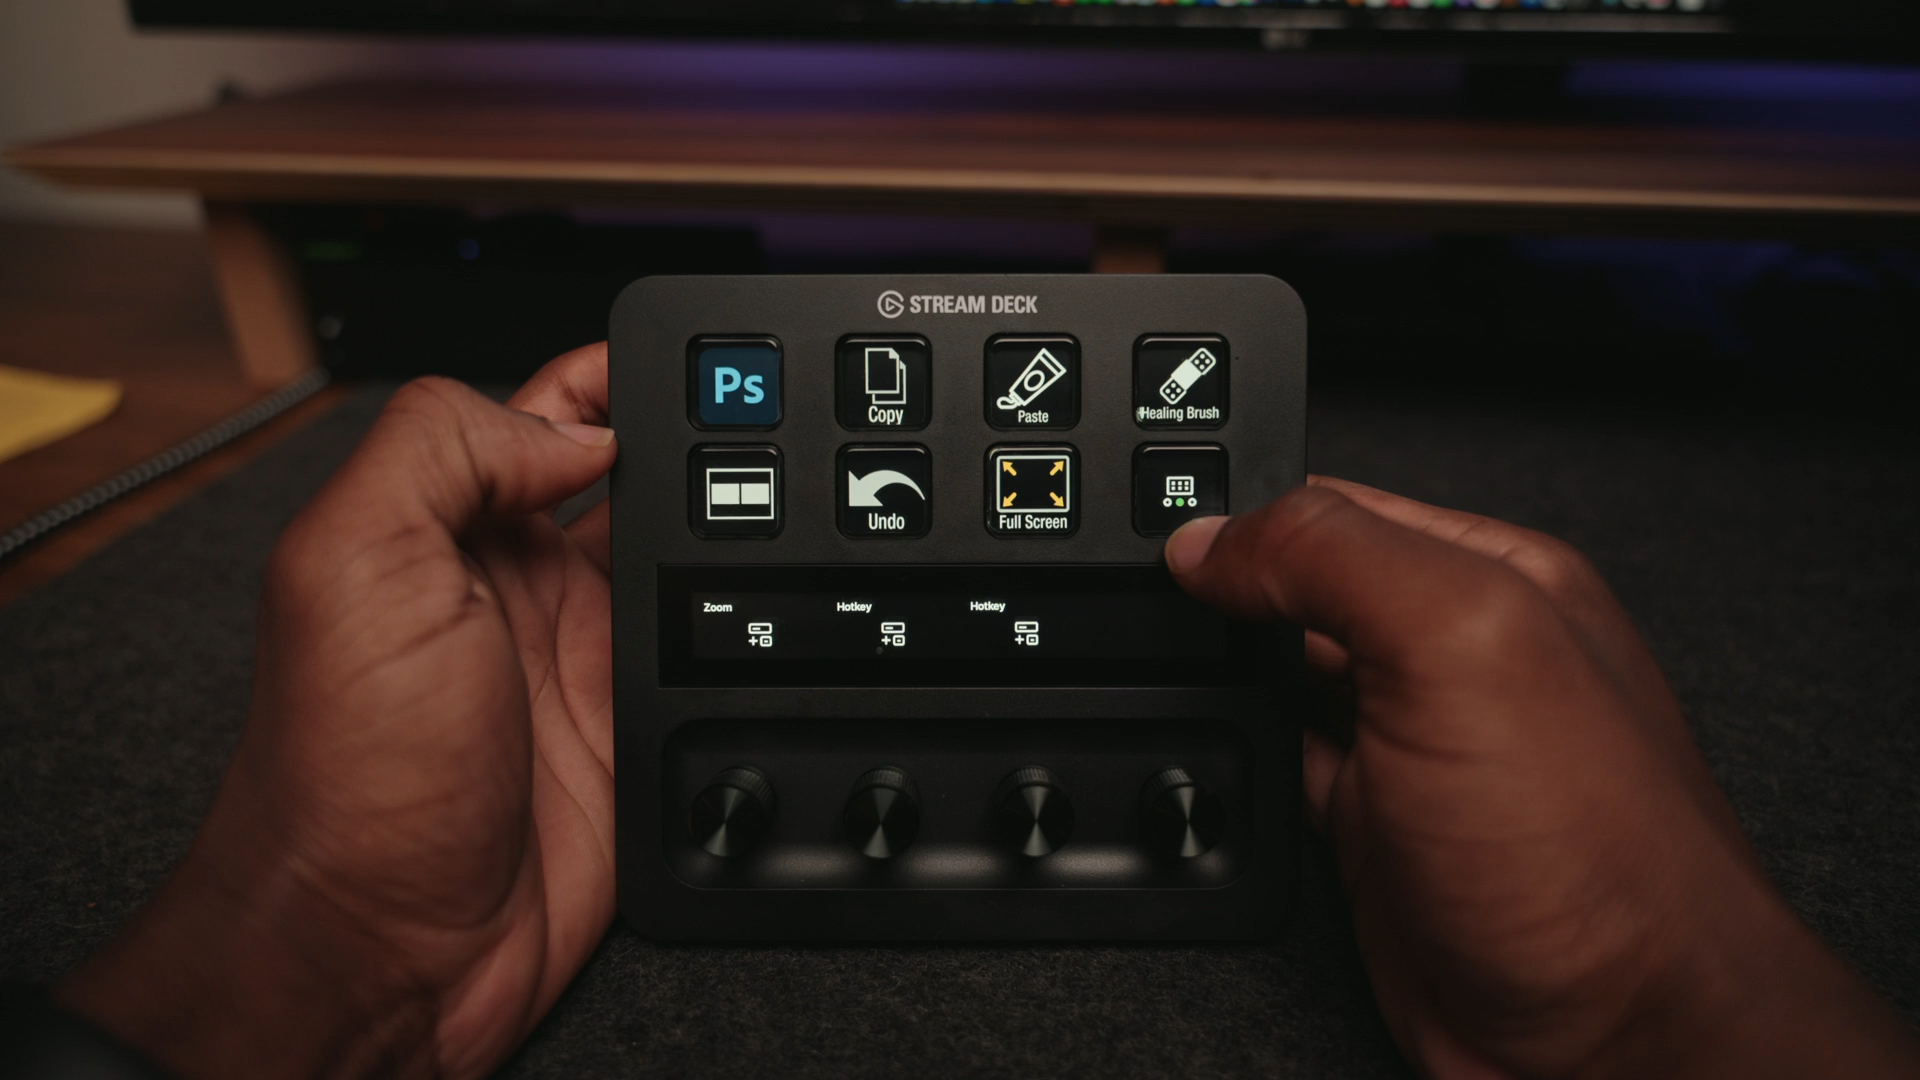 STREAM DECK
Ps
Copy
Paste
Healing Brush
Undo
Full Screen
Zoom
Hotkey
Hotkey